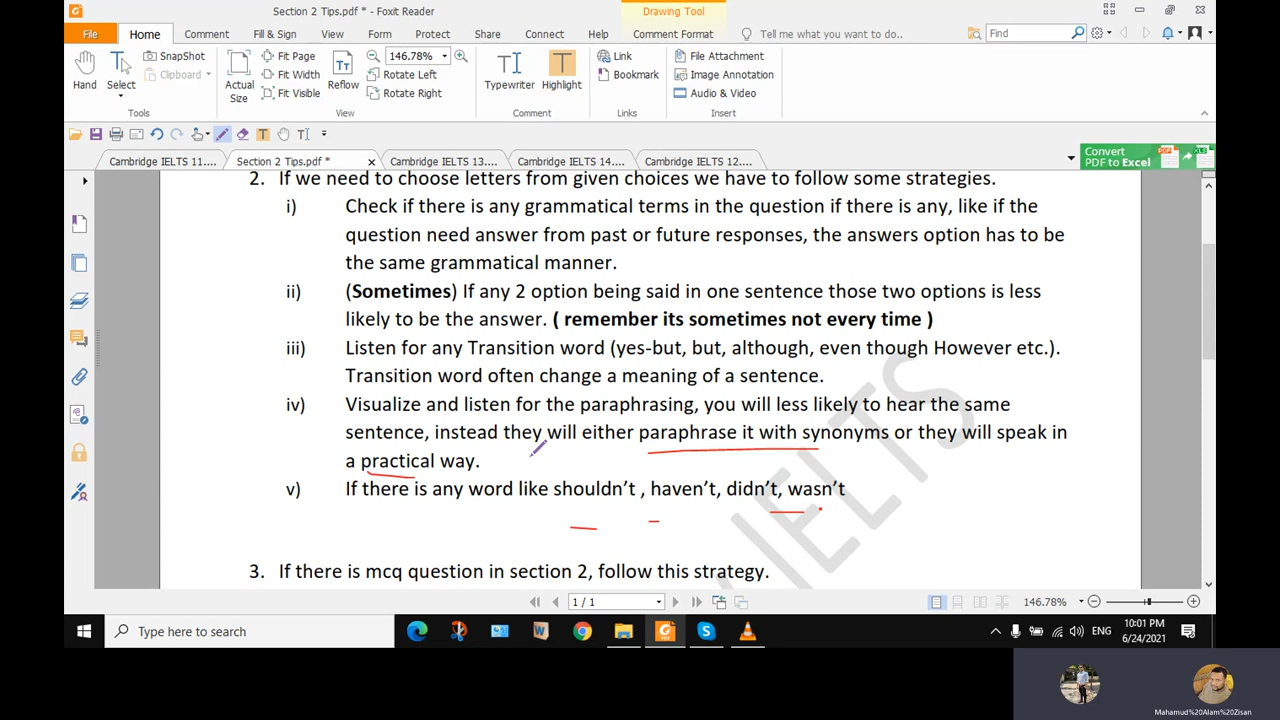 Section 2 Tips.pdf * - Foxit Reader
Drawing Tool
File Home Comment Fill & Sign View Form Protect Share Connect Help Comment Format Tell me what you want to do... Find
Hand
Select
SnapShot
Clipboard
Tools
Actual Size
Fit Page
Fit Width
Fit Visible
Reflow
146.78%
Rotate Left
Rotate Right
View
Typewriter
Highlight
Comment
Link
Bookmark
Links
File Attachment
Image Annotation
Audio & Video
Insert
Cambridge IELTS 11.... Section 2 Tips.pdf * Cambridge IELTS 13.... Cambridge IELTS 14.... Cambridge IELTS 12....
Convert
PDF to Excel
2. If we need to choose letters from given choices we have to follow some strategies.
i) Check if there is any grammatical terms in the question if there is any, like if the
question need answer from past or future responses, the answers option has to be
the same grammatical manner.
ii) (Sometimes) If any 2 option being said in one sentence those two options is less
likely to be the answer. ( remember its sometimes not every time )
iii) Listen for any Transition word (yes-but, but, although, even though However etc.).
Transition word often change a meaning of a sentence.
iv) Visualize and listen for the paraphrasing, you will less likely to hear the same
sentence, instead they will either paraphrase it with synonyms or they will speak in
a practical way.
v) If there is any word like shouldn't , haven't, didn't, wasn't
3. If there is mcq question in section 2, follow this strategy.
IELTS
1 / 1
146.78%
Type here to search
ENG
10:01 PM
6/24/2021
Mahamud%20Alam%20Zisan